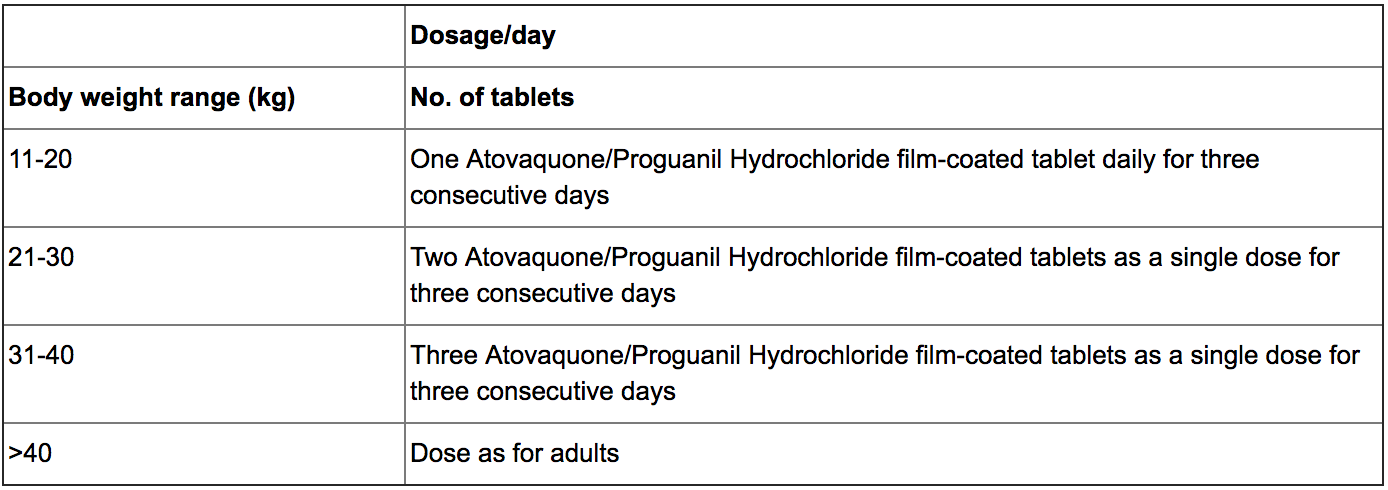 Dosage/day
Body weight range (kg) No. of tablets
11-20 One Atovaquone/Proguanil Hydrochloride film-coated tablet daily for three
consecutive days
21-30 Two Atovaquone/Proguanil Hydrochloride film-coated tablets as a single dose for
three consecutive days
31-40 Three Atovaquone/Proguanil Hydrochloride film-coated tablets as a single dose for
three consecutive days
>40 Dose as for adults